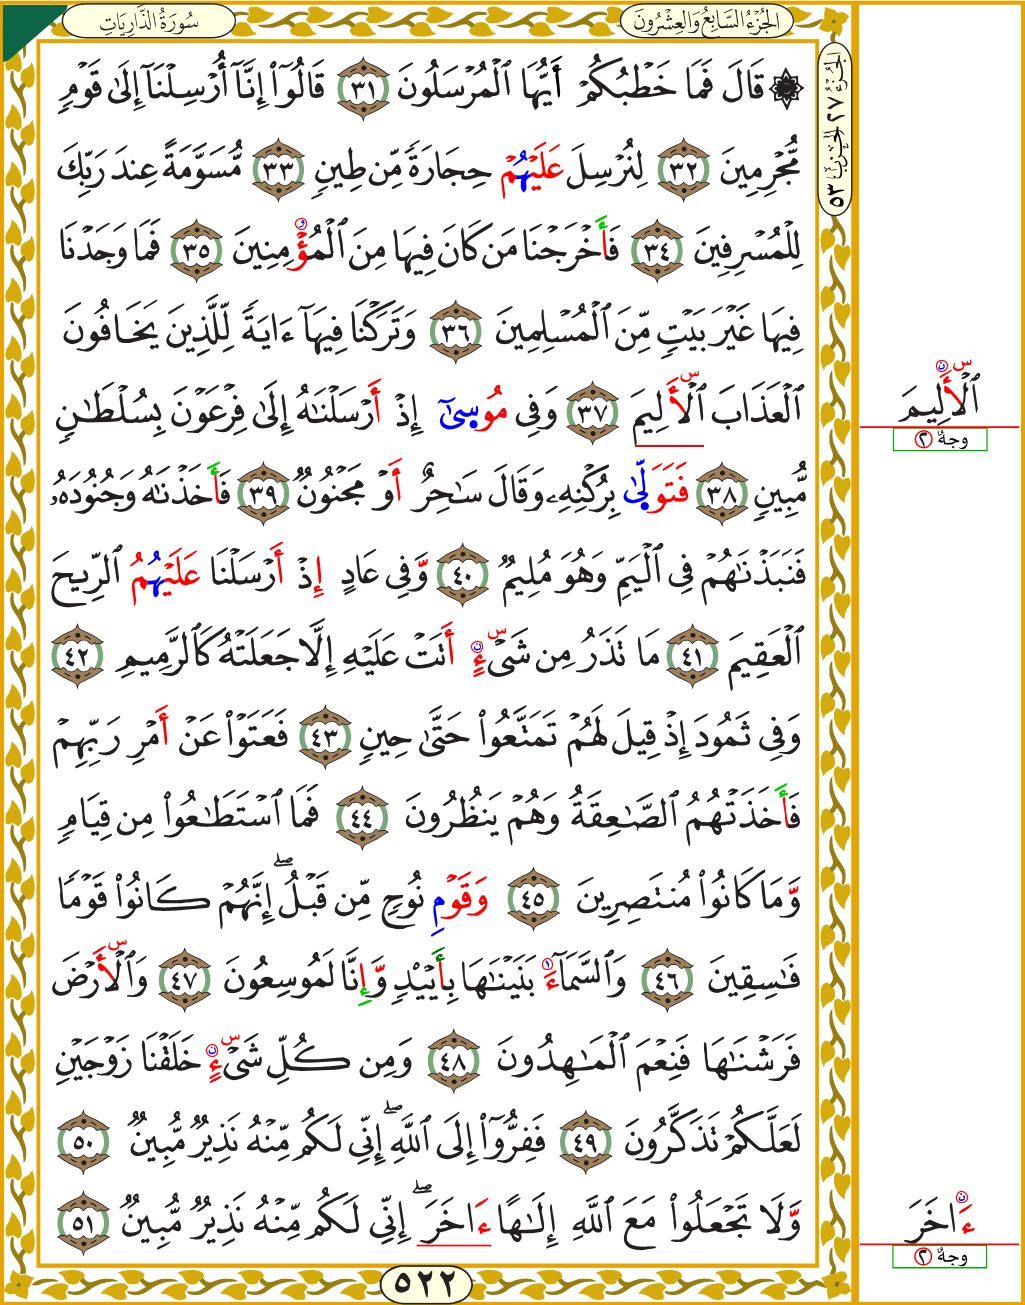 الجُزْءُ السَّابِعُ وَالعِشْرُونَ
سُورَةُ الذَّارِيَاتِ
الجُزْءُ ٢٧ الحِزْبُ ٥٣
۞ قَالَ فَمَا خَطْبُكُمْ أَيُّهَا ٱلْمُرْسَلُونَ ٣١ قَالُوٓا۟ إِنَّآ أُرْسِلْنَآ إِلَىٰ قَوْمٍ
مُّجْرِمِينَ ٣٢ لِنُرْسِلَ عَلَيْهُمْ حِجَارَةً مِّن طِينٍ ٣٣ مُّسَوَّمَةً عِندَ رَبِّكَ
لِلْمُسْرِفِينَ ٣٤ فَأَخْرَجْنَا مَن كَانَ فِيهَا مِنَ ٱلْمُؤْمِنِينَ ٣٥ فَمَا وَجَدْنَا
فِيهَا غَيْرَ بَيْتٍ مِّنَ ٱلْمُسْلِمِينَ ٣٦ وَتَرَكْنَا فِيهَآ ءَايَةً لِّلَّذِينَ يَخَافُونَ
ٱلْعَذَابَ ٱلْأَلِيمَ ٣٧ وَفِى مُوسِىٰٓ إِذْ أَرْسَلْنَٰهُ إِلَىٰ فِرْعَوْنَ بِسُلْطَٰنٍ
مُّبِينٍ ٣٨ فَتَوَلِّىٰ بِرُكْنِهِۦ وَقَالَ سَٰحِرٌ أَوْ مَجْنُونٌ ٣٩ فَأَخَذْنَٰهُ وَجُنُودَهُۥ
فَنَبَذْنَٰهُمْ فِى ٱلْيَمِّ وَهُوَ مُلِيمٌ ٤٠ وَّفِى عَادٍ إِذْ أَرْسَلْنَا عَلَيْهُمُ ٱلرِّيحَ
ٱلْعَقِيمَ ٤١ مَا تَذَرُ مِن شَىْءٍ أَتَتْ عَلَيْهِ إِلَّا جَعَلَتْهُ كَٱلرَّمِيمِ ٤٢
وَفِى ثَمُودَ إِذْ قِيلَ لَهُمْ تَمَتَّعُوا۟ حَتَّىٰ حِينٍ ٤٣ فَعَتَوْا۟ عَنْ أَمْرِ رَبِّهِمْ
فَأَخَذَتْهُمُ ٱلصَّٰعِقَةُ وَهُمْ يَنظُرُونَ ٤٤ فَمَا ٱسْتَطَٰعُوا۟ مِن قِيَامٍ
وَّمَا كَانُوا۟ مُنتَصِرِينَ ٤٥ وَقَوْمِ نُوحٍ مِّن قَبْلُ ۖ إِنَّهُمْ كَانُوا۟ قَوْمًا
فَٰسِقِينَ ٤٦ وَٱلسَّمَآءَ بَنَيْنَٰهَا بِأَيْي۟دٍ وَّإِنَّا لَمُوسِعُونَ ٤٧ وَٱلْأَرْضَ
فَرَشْنَٰهَا فَنِعْمَ ٱلْمَٰهِدُونَ ٤٨ وَمِن كُلِّ شَىْءٍ خَلَقْنَا زَوْجَيْنِ
لَعَلَّكُمْ تَذَكَّرُونَ ٤٩ فَفِرُّوٓا۟ إِلَى ٱللَّهِ ۖ إِنِّى لَكُم مِّنْهُ نَذِيرٌ مُّبِينٌ ٥٠
وَّلَا تَجْعَلُوا۟ مَعَ ٱللَّهِ إِلَٰهًا ءَاخَرَ ۖ إِنِّى لَكُم مِّنْهُ نَذِيرٌ مُّبِينٌ ٥١
ٱلْأَلِيمَ
٢ وجهٌ
ءَاخَرَ
٢ وجهٌ
٥٢٢